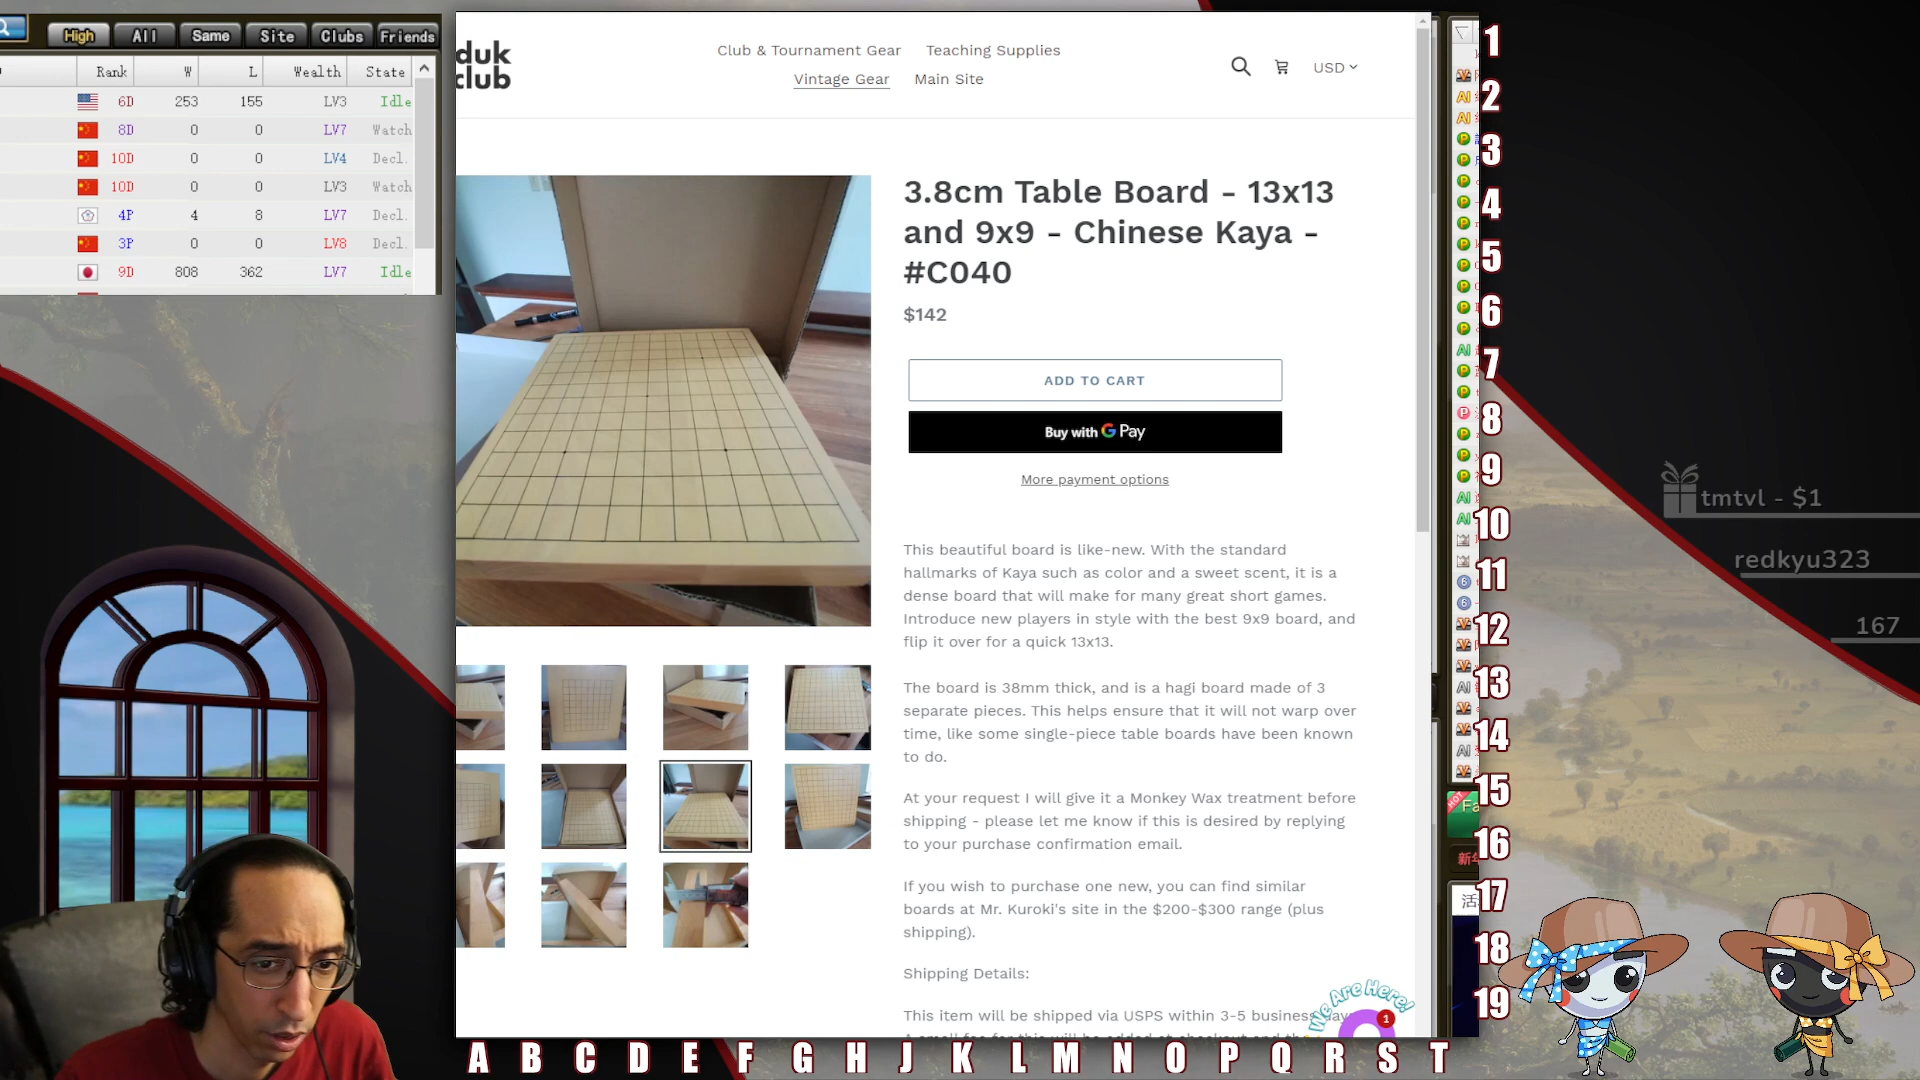 High All Same Site Clubs Friends
Rank W L Wealth State
6D 253 155 LV3 Idle
8D 0 0 LV7 Watch
10D 0 0 LV4 Decl.
10D 0 0 LV3 Watch
4P 4 8 LV7 Decl.
3P 0 0 LV8 Decl.
9D 808 362 LV7 Idle
duk
club
Club & Tournament Gear Teaching Supplies
Vintage Gear Main Site
USD
3.8cm Table Board - 13x13
and 9x9 - Chinese Kaya -
#C040
$142
ADD TO CART
Buy with G Pay
More payment options
This beautiful board is like-new. With the standard
hallmarks of Kaya such as color and a sweet scent, it is a
dense board that will make for many great short games.
Introduce new players in style with the best 9x9 board, and
flip it over for a quick 13x13.
The board is 38mm thick, and is a hagi board made of 3
separate pieces. This helps ensure that it will not warp over
time, like some single-piece table boards have been known
to do.
At your request I will give it a Monkey Wax treatment before
shipping - please let me know if this is desired by replying
to your purchase confirmation email.
If you wish to purchase one new, you can find similar
boards at Mr. Kuroki's site in the $200-$300 range (plus
shipping).
Shipping Details:
This item will be shipped via USPS within 3-5 business
We Are Here!
1
1
2
3
4
5
6
7
8
9
10
11
12
13
14
15
16
17
18
19
A B C D E F G H J K L M N O P Q R S T
tmtvl - $1
redkyu323
167